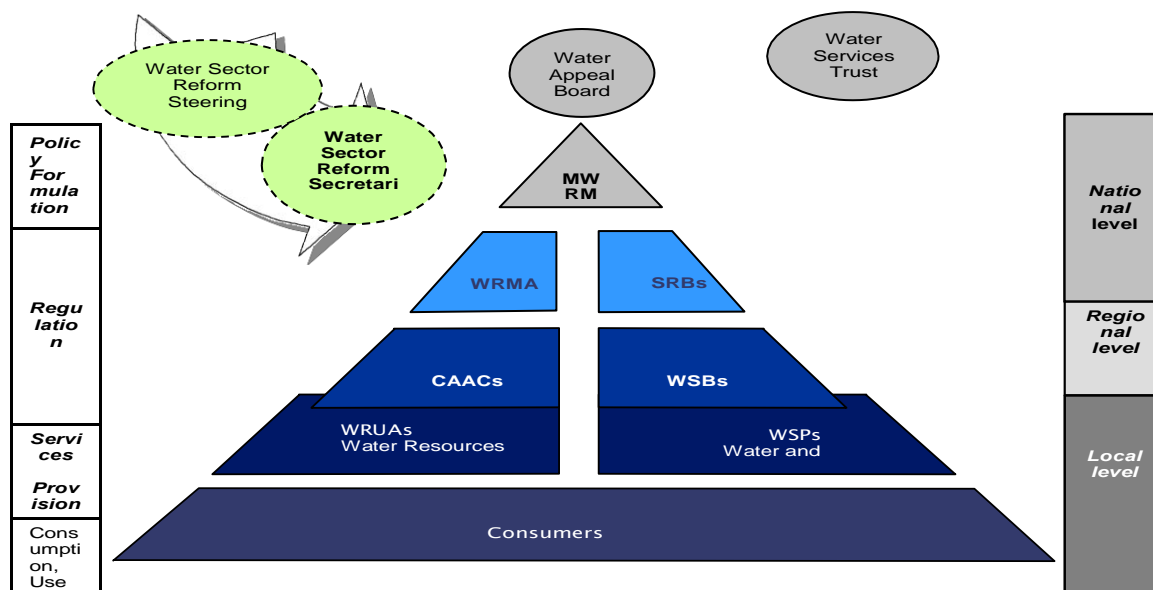 Water Sector
Reform
Steering
Water
Sector
Reform
Secretari
Water
Appeal
Board
Water
Services
Trust
Polic
y
For
mula
tion
MW
RM
Natio
nal
level
Regu
latio
n
WRMA
SRBs
Regio
nal
level
CAACs
WSBs
Servi
ces
Prov
ision
WRUAs
Water Resources
WSPs
Water and
Local
level
Cons
umpti
on,
Use
Consumers